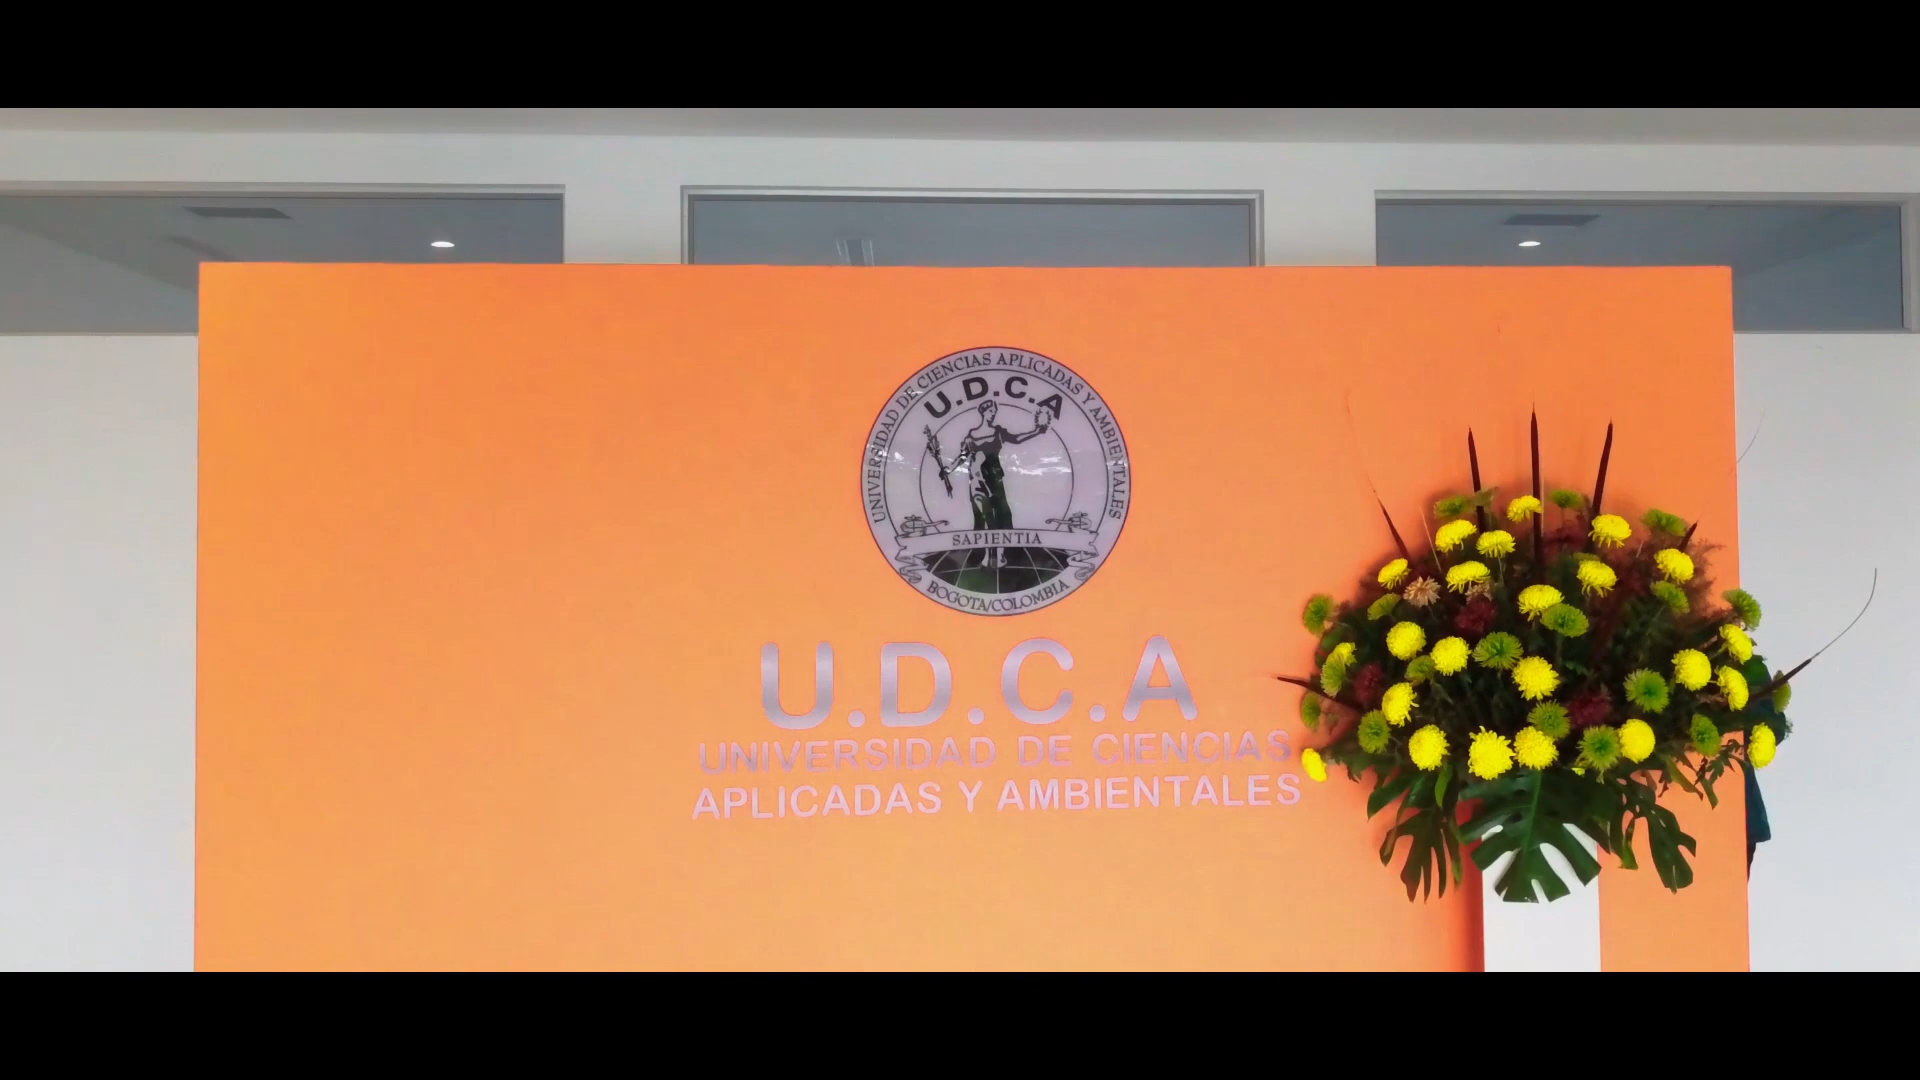 UNIVERSIDAD DE CIENCIAS APLICADAS Y AMBIENTALES
U.D.C.A
SAPIENTIA
BOGOTA/COLOMBIA
U.D.C.A
UNIVERSIDAD DE CIENCIAS
APLICADAS Y AMBIENTALES